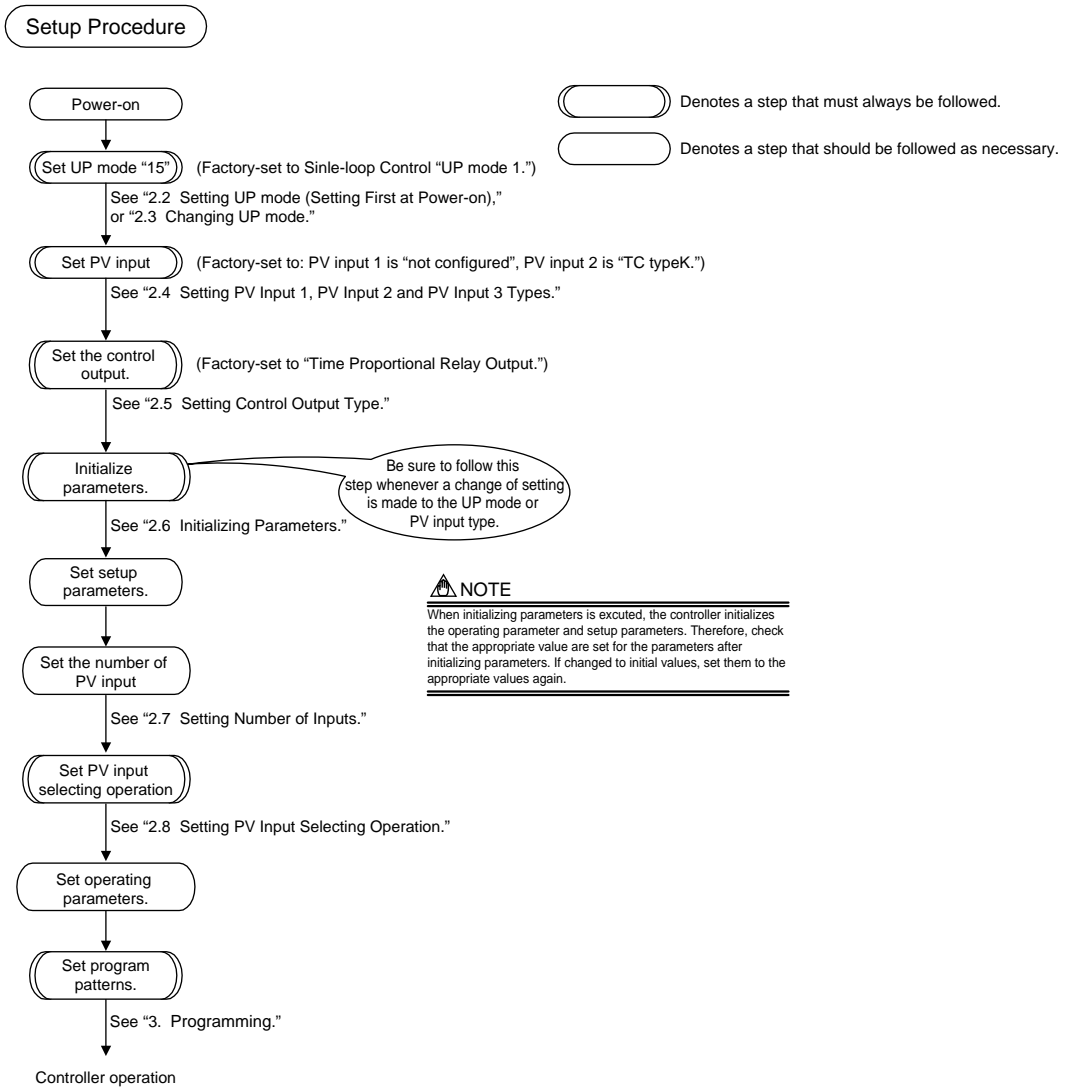 Setup Procedure
Power-on
Denotes a step that must always be followed.
Denotes a step that should be followed as necessary.
Set UP mode “15”
(Factory-set to Sinle-loop Control “UP mode 1.”)
See “2.2 Setting UP mode (Setting First at Power-on),”
or “2.3 Changing UP mode.”
Set PV input
(Factory-set to: PV input 1 is “not configured”, PV input 2 is “TC typeK.”)
See “2.4 Setting PV Input 1, PV Input 2 and PV Input 3 Types.”
Set the control
output.
(Factory-set to “Time Proportional Relay Output.”)
See “2.5 Setting Control Output Type.”
Initialize
parameters.
Be sure to follow this
step whenever a change of setting
is made to the UP mode or
PV input type.
See “2.6 Initializing Parameters.”
Set setup
parameters.
NOTE
When initializing parameters is excuted, the controller initializes
the operating parameter and setup parameters. Therefore, check
that the appropriate value are set for the parameters after
initializing parameters. If changed to initial values, set them to the
appropriate values again.
Set the number of
PV input
See “2.7 Setting Number of Inputs.”
Set PV input
selecting operation
See “2.8 Setting PV Input Selecting Operation.”
Set operating
parameters.
Set program
patterns.
See “3. Programming.”
Controller operation